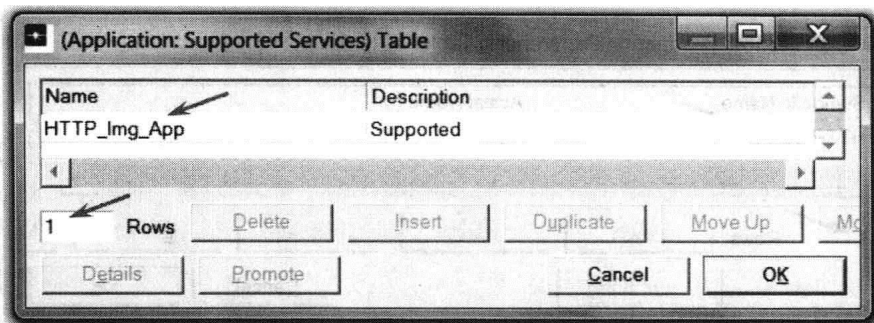 (Application: Supported Services) Table
Name Description
HTTP_Img_App Supported
1 Rows Delete Insert Duplicate Move Up
Details Promote Cancel OK